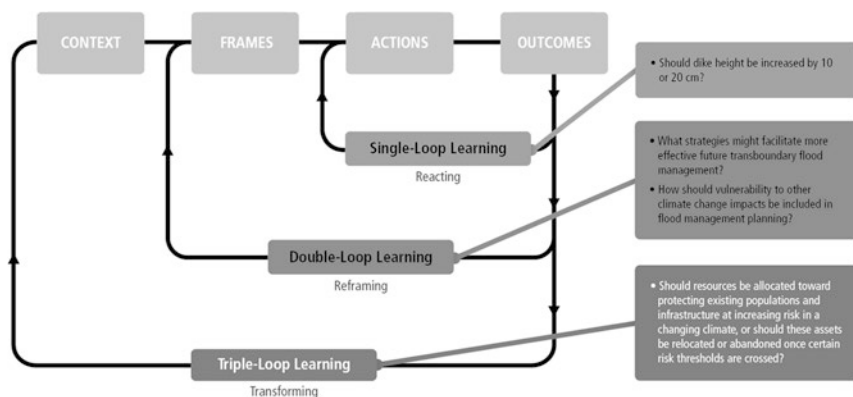 CONTEXT
FRAMES
ACTIONS
OUTCOMES
• Should dike height be increased by 10
or 20 cm?
Single-Loop Learning
Reacting
• What strategies might facilitate more
effective future transboundary flood
management?
• How should vulnerability to other
climate change impacts be included in
flood management planning?
Double-Loop Learning
Reframing
• Should resources be allocated toward
protecting existing populations and
infrastructure at increasing risk in a
changing climate, or should these assets
be relocated or abandoned once certain
risk thresholds are crossed?
Triple-Loop Learning
Transforming